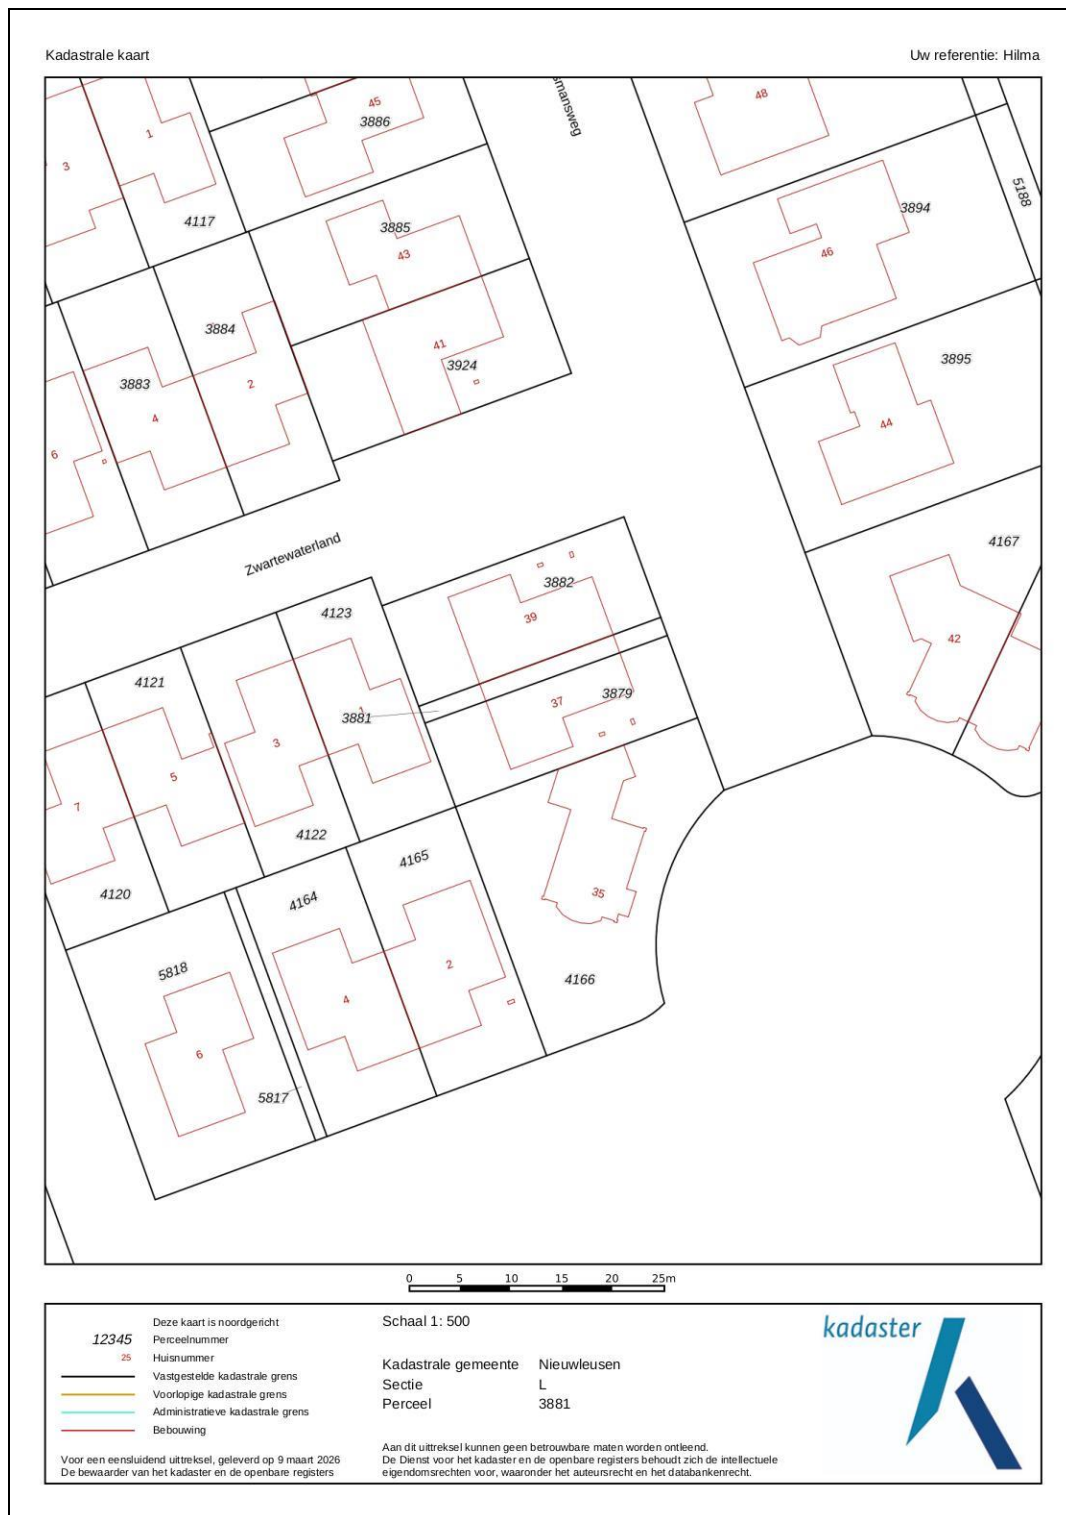 Kadastrale kaart
Uw referentie: Hilma
45
3886
smansweg
48
1
3
4117
5188
3894
3885
43
46
3884
41
3924
3895
3883
2
4
44
6
Zwartewaterland
4167
3882
4123
39
42
4121
3879
37
1
3881
3
5
7
4122
4165
4120
4164
35
5818
2
4166
4
6
5817
0 5 10 15 20 25m
Deze kaart is noordgericht
12345 Perceelnummer
25 Huisnummer
Vastgestelde kadastrale grens
Voorlopige kadastrale grens
Administratieve kadastrale grens
Bebouwing
Voor een eensluidend uittreksel, geleverd op 9 maart 2026
De bewaarder van het kadaster en de openbare registers
Schaal 1: 500
Kadastrale gemeente Nieuwleusen
Sectie L
Perceel 3881
Aan dit uittreksel kunnen geen betrouwbare maten worden ontleend.
De Dienst voor het kadaster en de openbare registers behoudt zich de intellectuele
eigendomsrechten voor, waaronder het auteursrecht en het databankenrecht.
kadaster